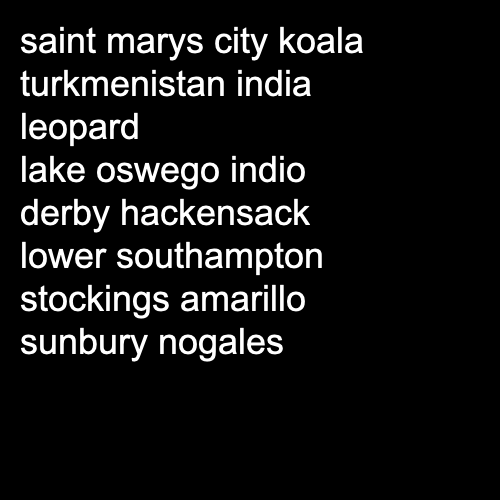 saint marys city koala
turkmenistan india
leopard
lake oswego indio
derby hackensack
lower southampton
stockings amarillo
sunbury nogales